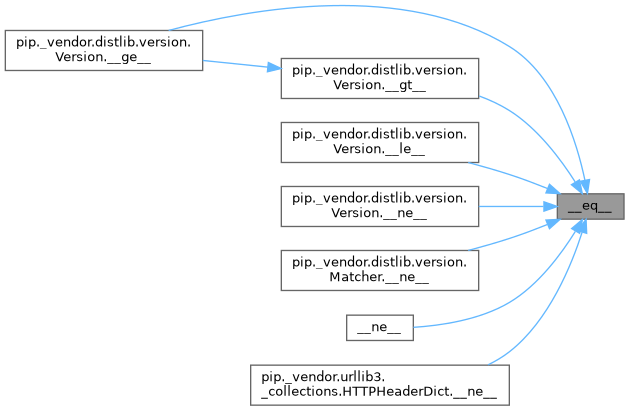 pip._vendor.distlib.version.
Version.__ge__
pip._vendor.distlib.version.
Version.__gt__
pip._vendor.distlib.version.
Version.__le__
pip._vendor.distlib.version.
Version.__ne__
__eq__
pip._vendor.distlib.version.
Matcher.__ne__
__ne__
pip._vendor.urllib3.
_collections.HTTPHeaderDict.__ne__